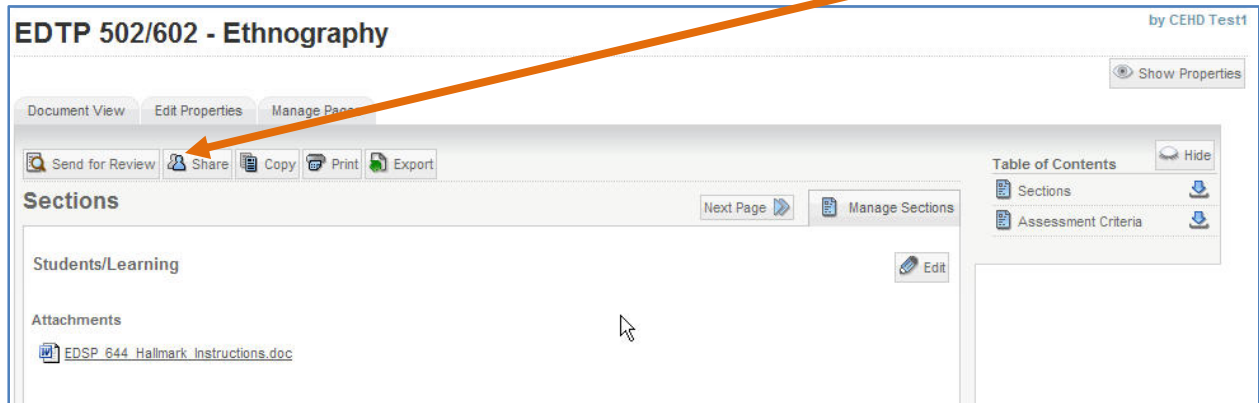 by CEHD Test1
EDTP 502/602 - Ethnography
Show Properties
Document View Edit Properties Manage Pages
Send for Review Share Copy Print Export
Table of Contents Hide
Sections
Next Page Manage Sections
Sections
Assessment Criteria
Students/Learning
Edit
Attachments
EDSP_644_Hallmark_Instructions.doc